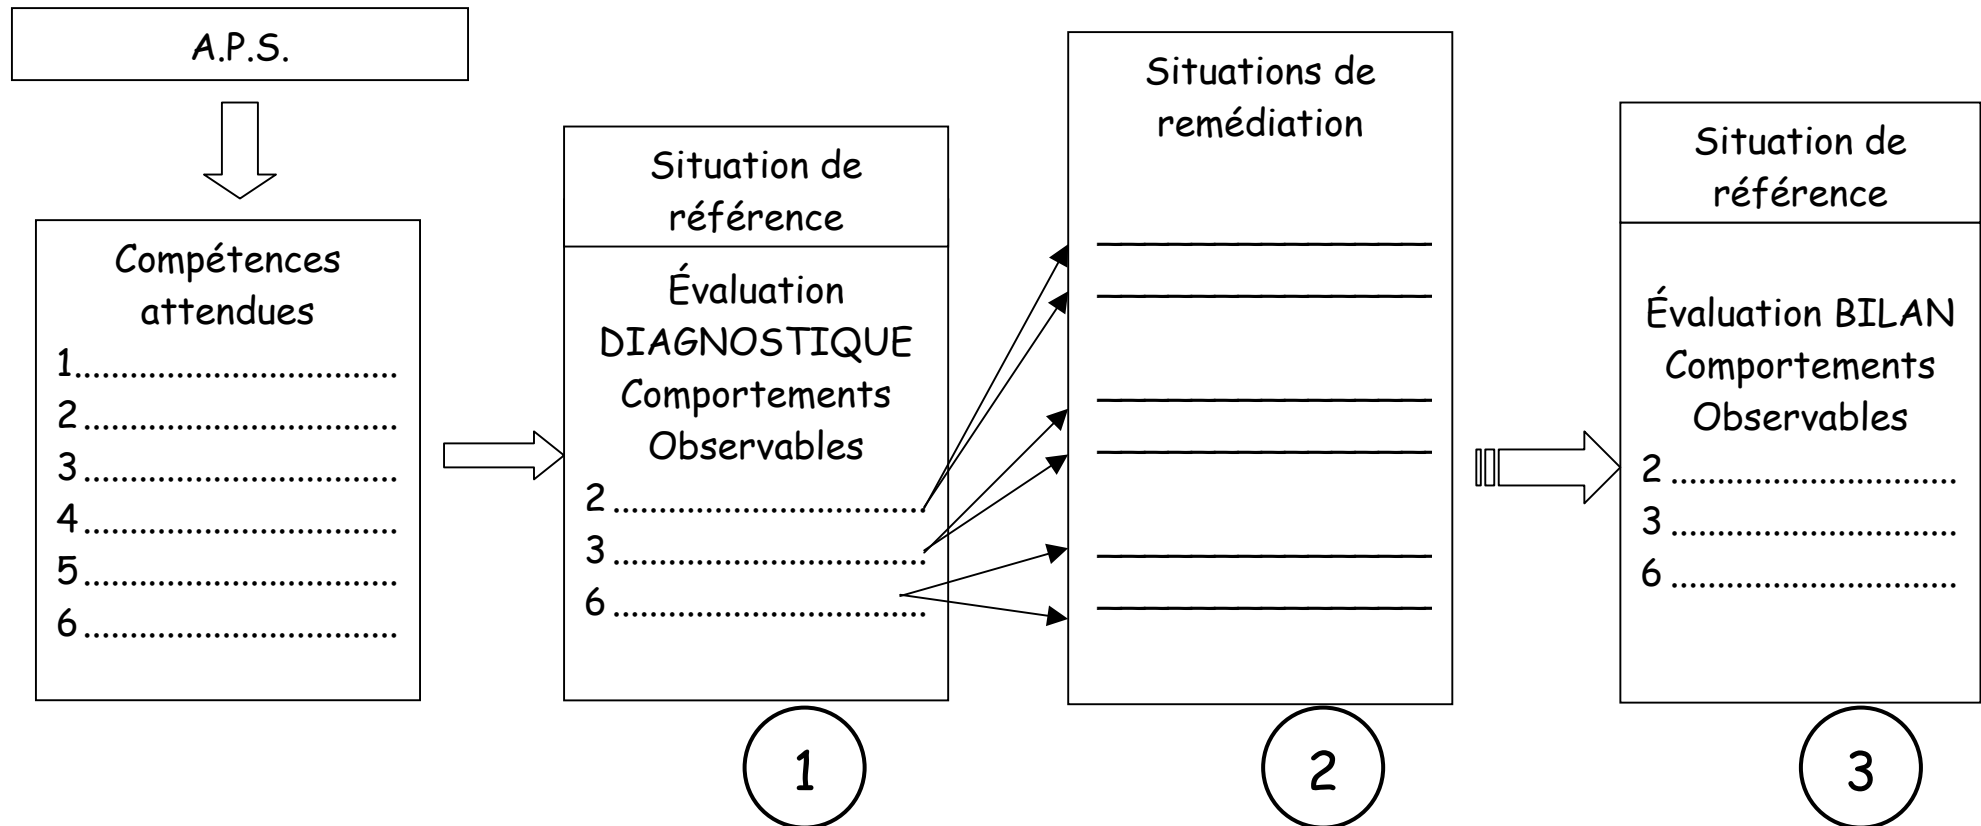 A.P.S.
Compétences
attendues
1..................................
2..................................
3..................................
4..................................
5..................................
6..................................
Situation de
référence
Évaluation
DIAGNOSTIQUE
Comportements
Observables
2..................................
3..................................
6..................................
Situations de
remédiation
Situation de
référence
Évaluation BILAN
Comportements
Observables
2..............................
3..............................
6..............................
1
2
3